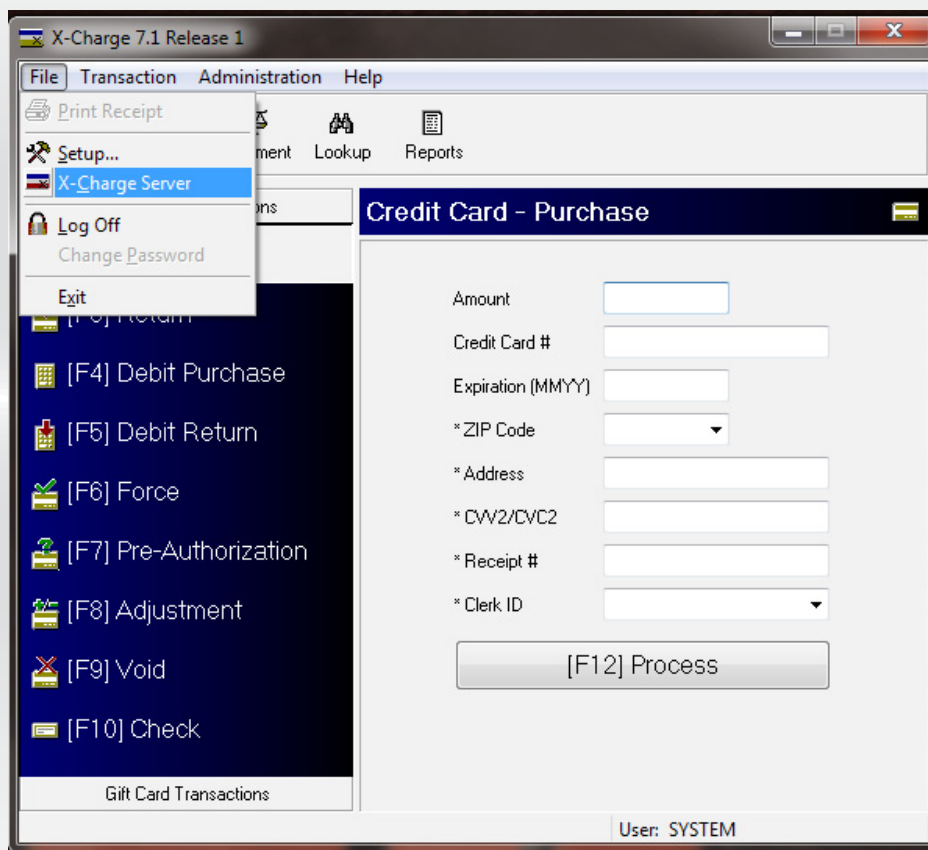 X-Charge 7.1 Release 1
File Transaction Administration Help
Print Receipt
Setup...
X-Charge Server
Log Off
Change Password
Exit
ment Lookup Reports
ons
Credit Card - Purchase
Amount
Credit Card #
Expiration (MMYY)
*ZIP Code
*Address
*CVV2/CVC2
*Receipt #
*Clerk ID
[F12] Process
[F4] Debit Purchase
[F5] Debit Return
[F6] Force
[F7] Pre-Authorization
[F8] Adjustment
[F9] Void
[F10] Check
Gift Card Transactions
User: SYSTEM